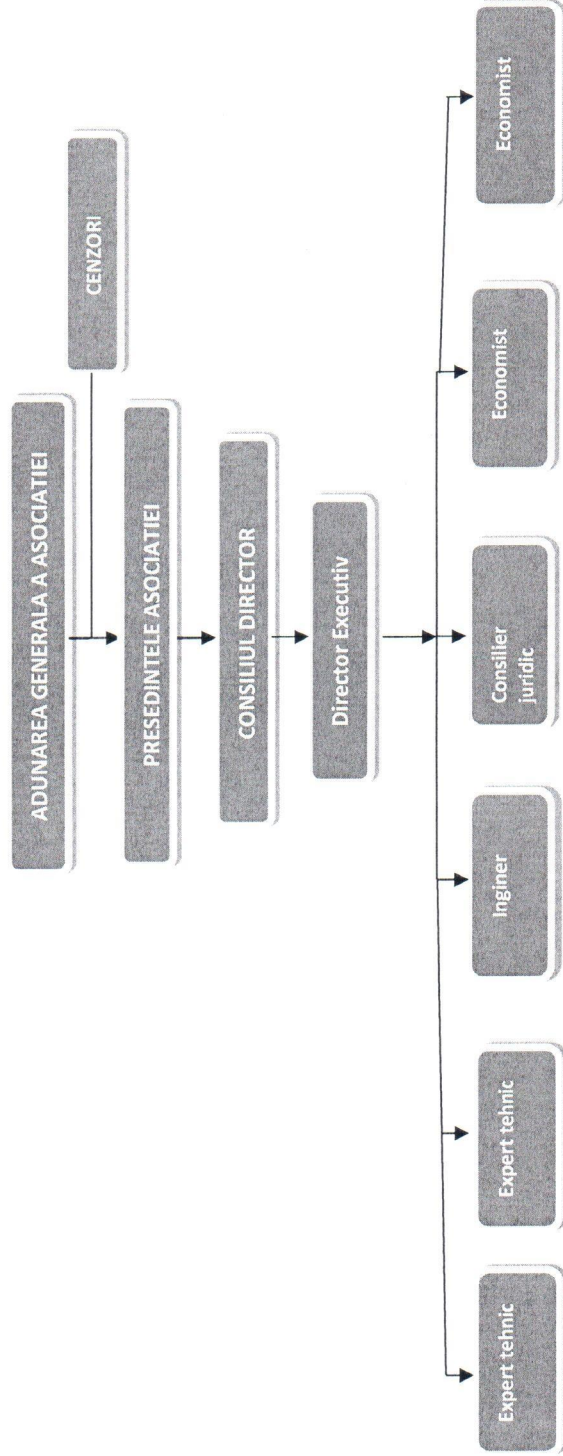 ADUNAREA GENERALA A ASOCIATIEI
CENZORI
PRESEDINTELE ASOCIATIEI
CONSILIUL DIRECTOR
Director Executiv
Expert tehnic
Expert tehnic
Inginer
Consilier
juridic
Economist
Economist